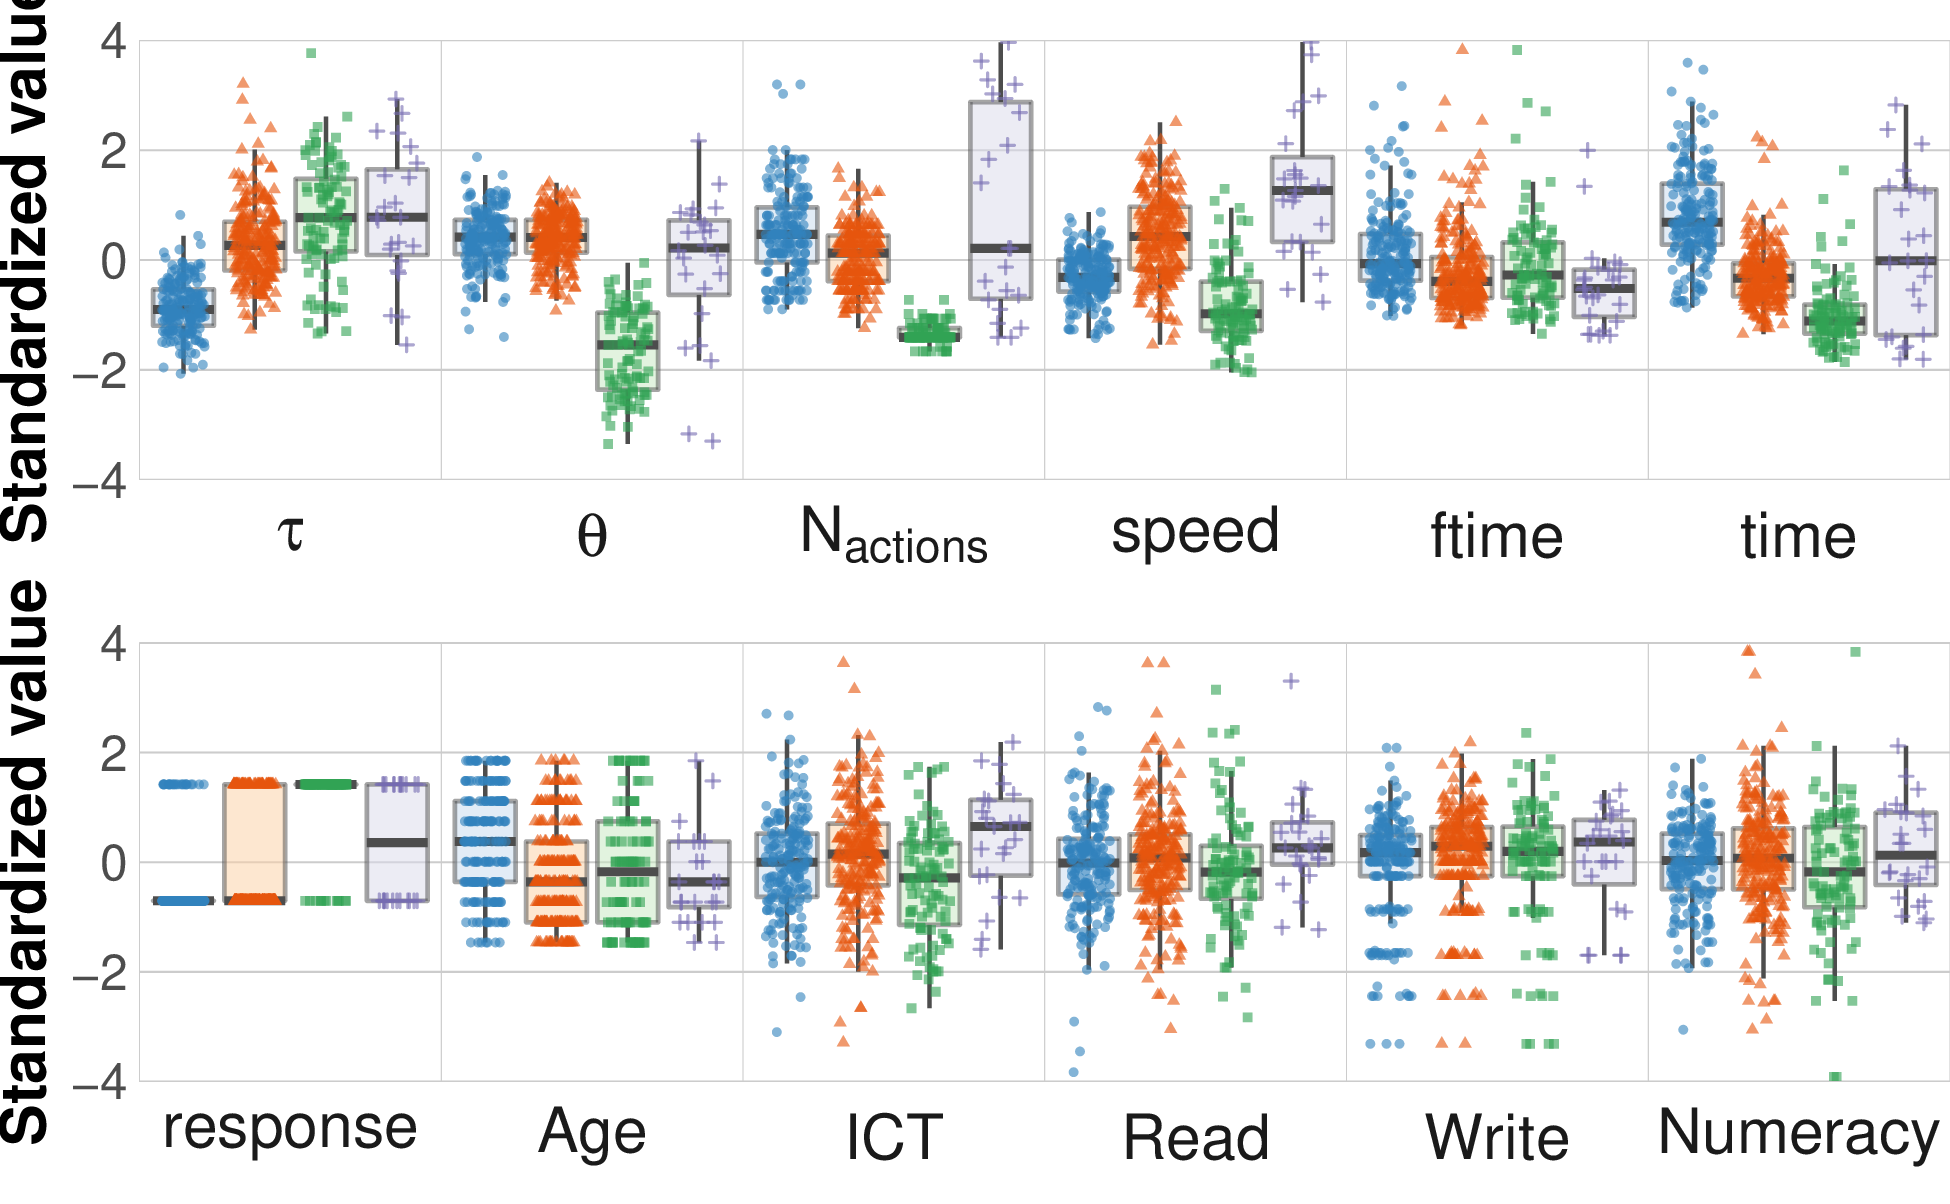 Standardized value
4
2
0
−2
−4
τ
θ
N_actions
speed
ftime
time
Standardized value
4
2
0
−2
−4
response
Age
ICT
Read
Write
Numeracy